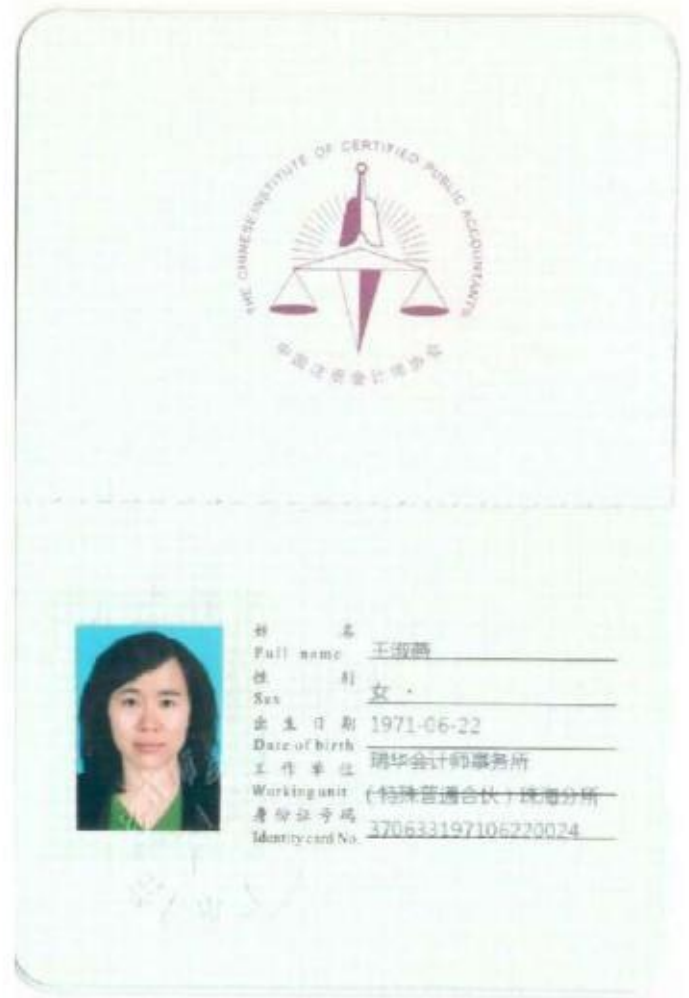 THE CHINESE INSTITUTE OF CERTIFIED PUBLIC ACCOUNTANTS
中国注册会计师协会
姓 名
Full name 王淑燕
性 别
Sex 女
出生日期 1971-06-22
Date of birth
工作单位 瑞华会计师事务所
Working unit (特殊普通合伙)珠海分所
身份证号码
Identity card No. 370633197106220024